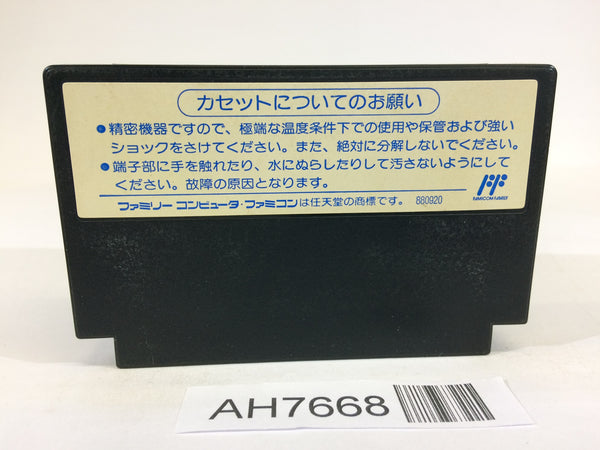 カセットについてのお願い
●精密機器ですので、極端な温度条件下での使用や保管および強い
ショックをさけてください。また、絶対に分解しないでください。
●端子部に手を触れたり、水にぬらしたりして汚さないようにして
ください。故障の原因となります。
FAMICOM FAMILY
ファミリー コンピュータ・ファミコンは任天堂の商標です。 880920
AH7668